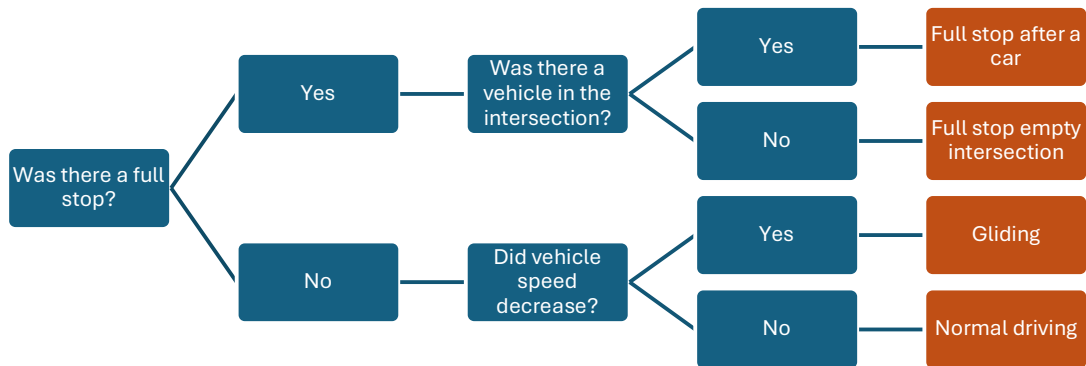 Was there a full
stop?
Yes
Was there a
vehicle in the
intersection?
Yes
Full stop after a
car
No
Full stop empty
intersection
No
Did vehicle
speed
decrease?
Yes
Gliding
No
Normal driving